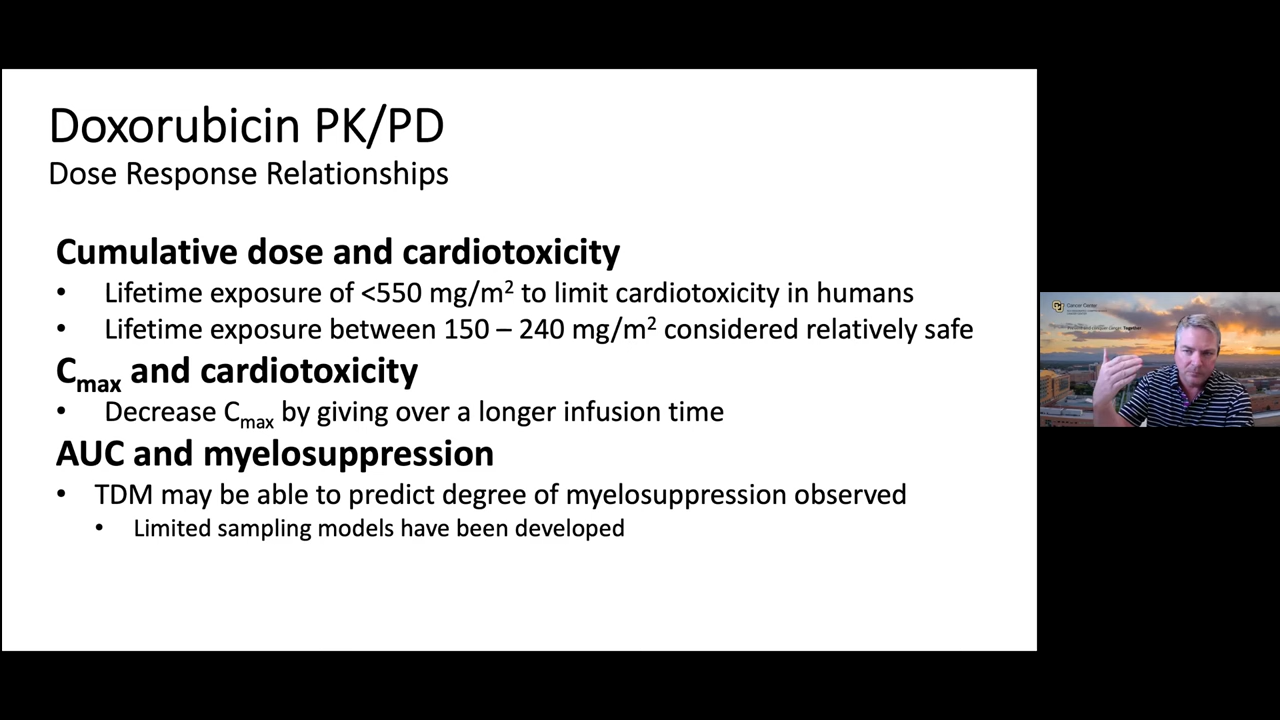 Doxorubicin PK/PD
Dose Response Relationships
Cumulative dose and cardiotoxicity
• Lifetime exposure of <550 mg/m² to limit cardiotoxicity in humans
• Lifetime exposure between 150 – 240 mg/m² considered relatively safe
Cmax and cardiotoxicity
• Decrease Cmax by giving over a longer infusion time
AUC and myelosuppression
• TDM may be able to predict degree of myelosuppression observed
• Limited sampling models have been developed
Cancer Center
Together